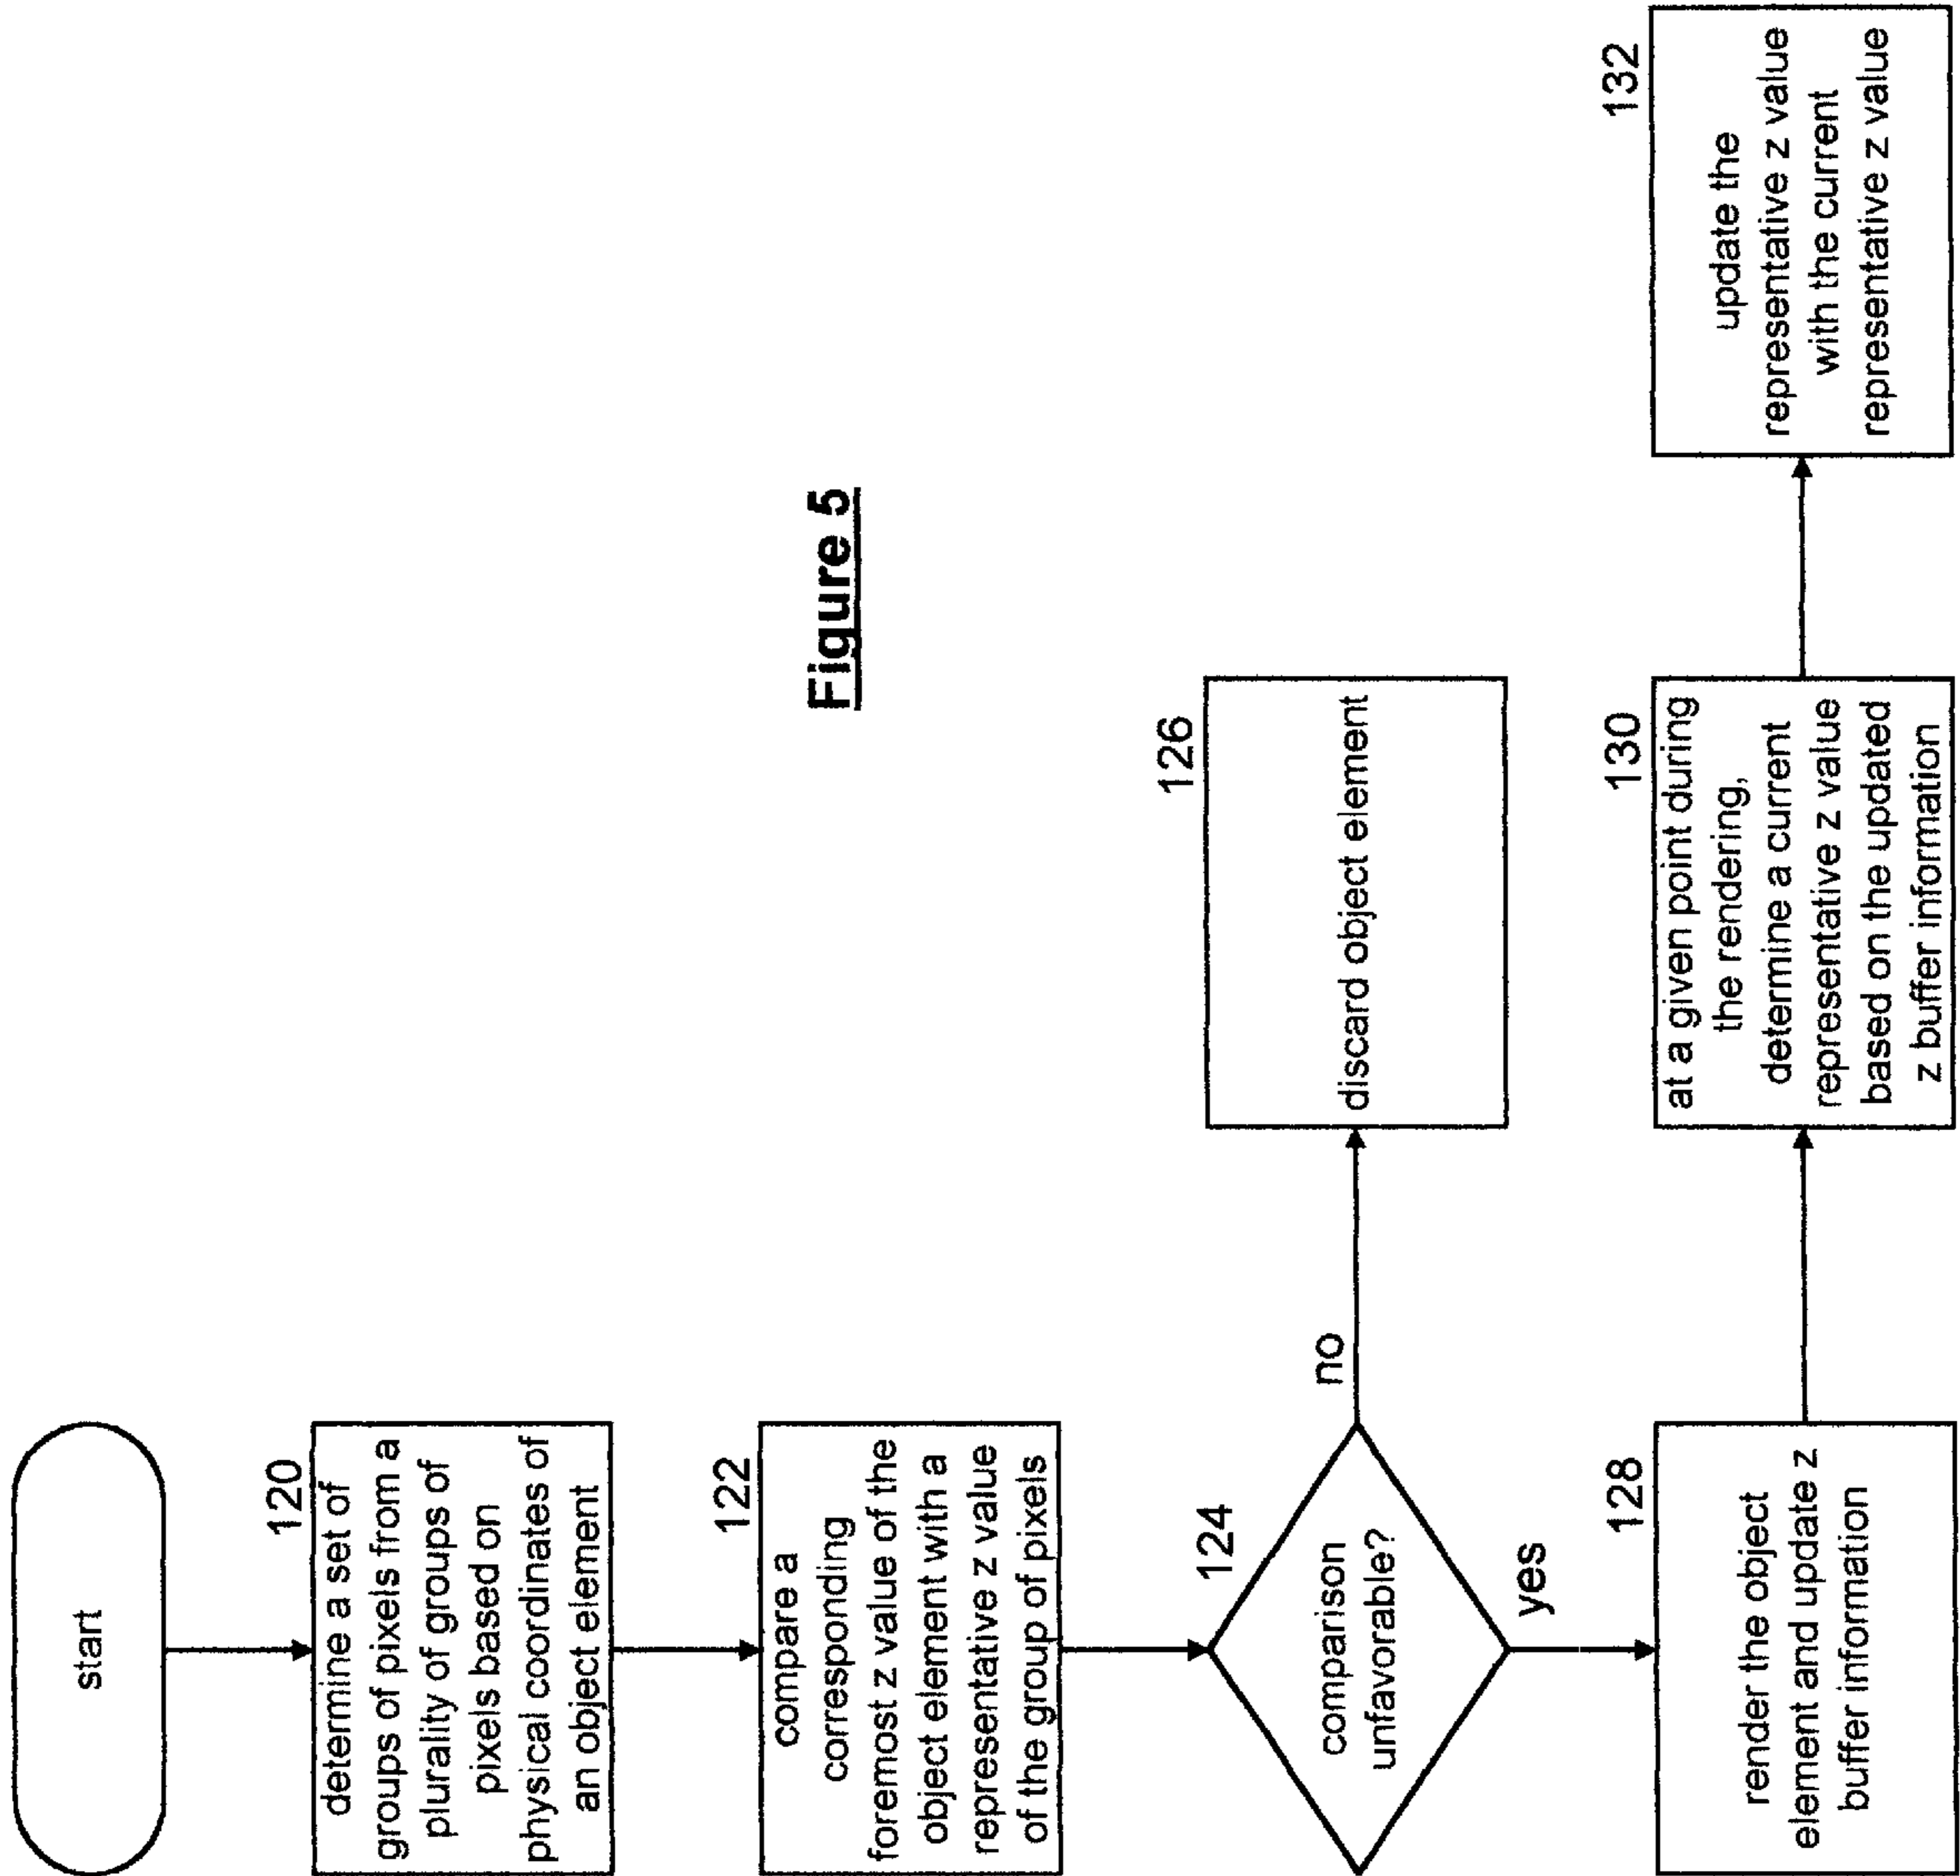 start
120
determine a set of
groups of pixels from a
plurality of groups of
pixels based on
physical coordinates of
an object element
122
compare a
corresponding
foremost z value of the
object element with a
representative z value
of the group of pixels
124
comparison
unfavorable?
no
yes
126
discard object element
128
render the object
element and update z
buffer information
130
at a given point during
the rendering,
determine a current
representative z value
based on the updated
z buffer information
132
update the
representative z value
with the current
representative z value
Figure 5